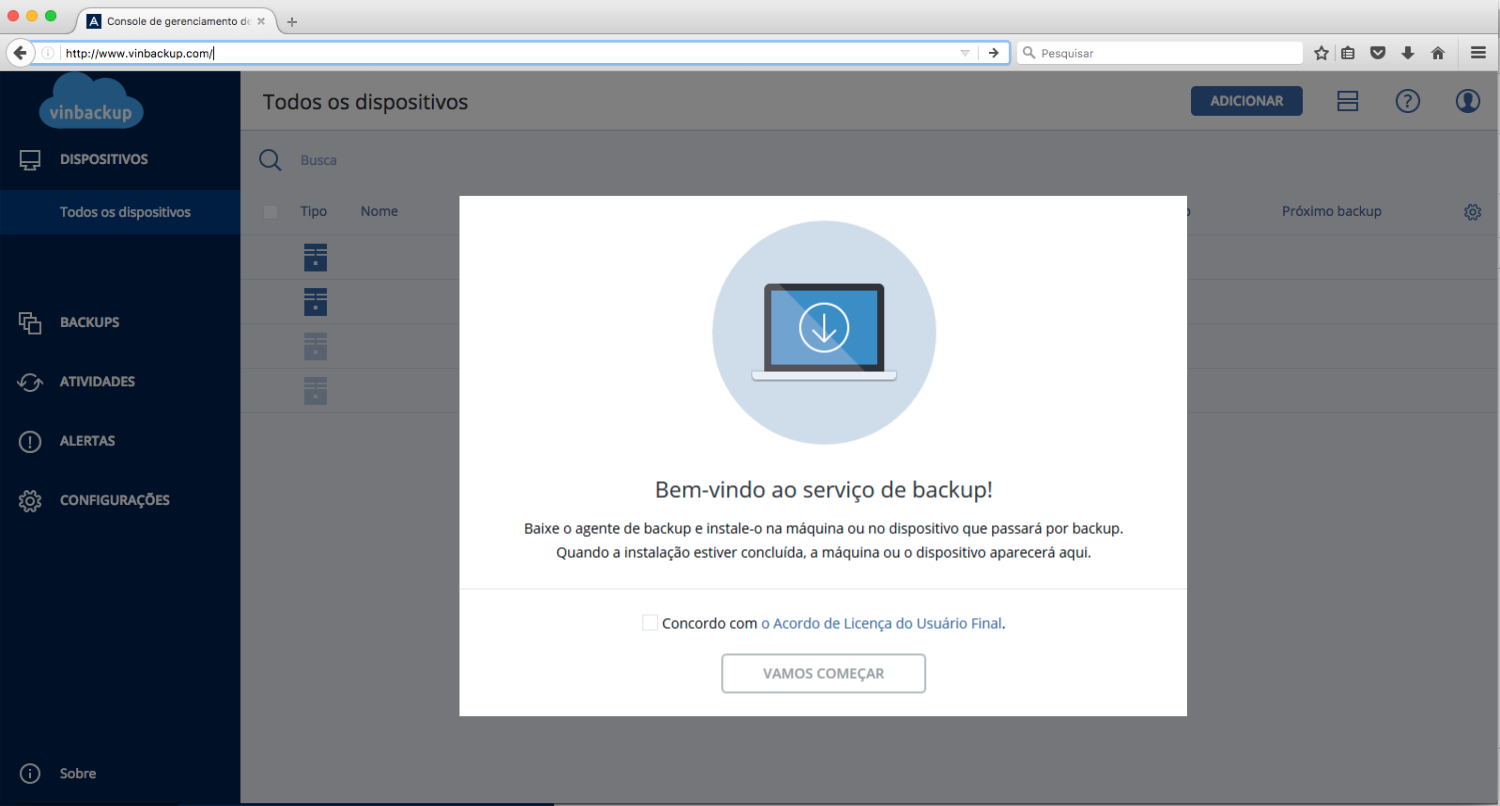 Console de gerenciamento de
http://www.vinbackup.com/
Pesquisar
vinbackup
Todos os dispositivos
ADICIONAR
DISPOSITIVOS
Busca
Todos os dispositivos
Tipo Nome Próximo backup
BACKUPS
ATIVIDADES
ALERTAS
CONFIGURAÇÕES
Sobre
Bem-vindo ao serviço de backup!
Baixe o agente de backup e instale-o na máquina ou no dispositivo que passará por backup.
Quando a instalação estiver concluída, a máquina ou o dispositivo aparecerá aqui.
Concordo com o Acordo de Licença do Usuário Final.
VAMOS COMEÇAR